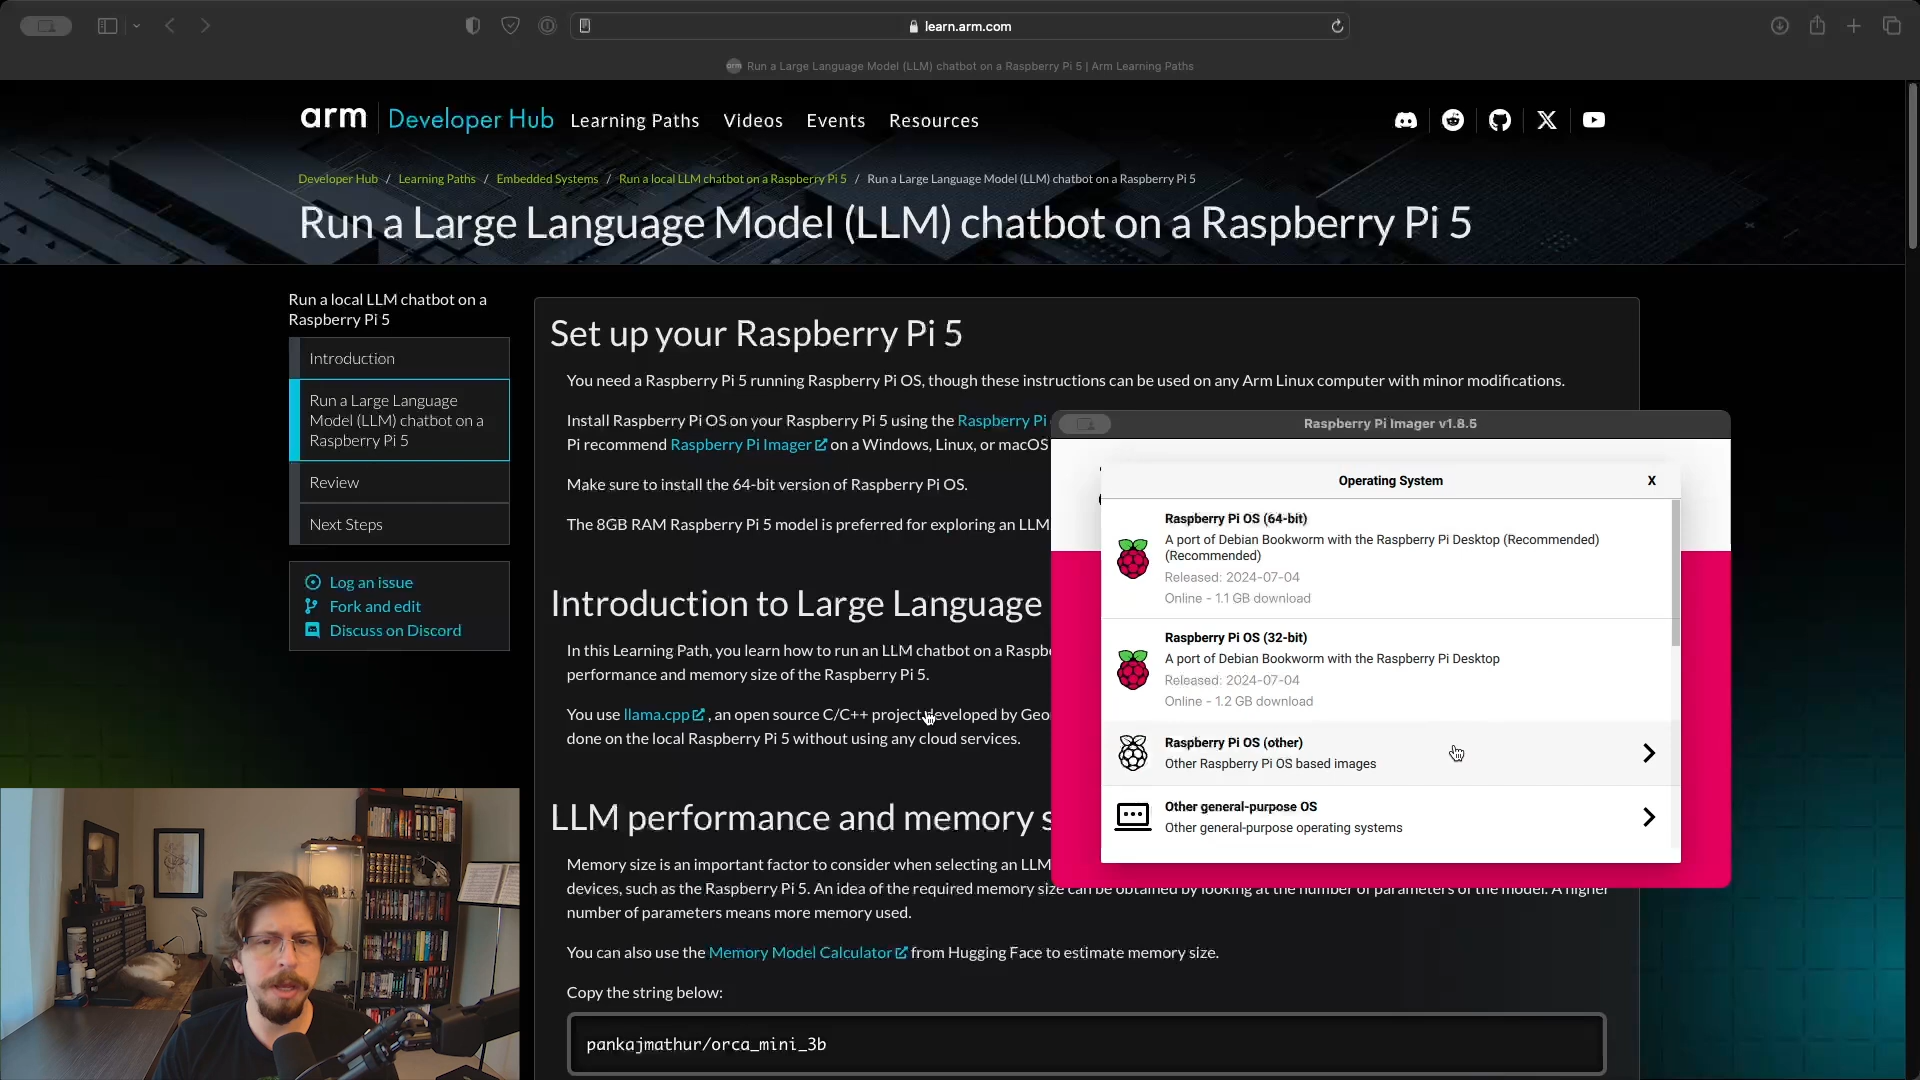 learn.arm.com
arm Run a Large Language Model (LLM) chatbot on a Raspberry Pi 5 | Arm Learning Paths
arm Developer Hub Learning Paths Videos Events Resources
Developer Hub / Learning Paths / Embedded Systems / Run a local LLM chatbot on a Raspberry Pi 5 / Run a Large Language Model (LLM) chatbot on a Raspberry Pi 5
Run a Large Language Model (LLM) chatbot on a Raspberry Pi 5
Run a local LLM chatbot on a
Raspberry Pi 5
Introduction
Run a Large Language
Model (LLM) chatbot on a
Raspberry Pi 5
Review
Next Steps
Log an issue
Fork and edit
Discuss on Discord
Set up your Raspberry Pi 5
You need a Raspberry Pi 5 running Raspberry Pi OS, though these instructions can be used on any Arm Linux computer with minor modifications.
Install Raspberry Pi OS on your Raspberry Pi 5 using the Raspberry Pi
Pi recommend Raspberry Pi Imager on a Windows, Linux, or macOS
Make sure to install the 64-bit version of Raspberry Pi OS.
The 8GB RAM Raspberry Pi 5 model is preferred for exploring an LLM
Introduction to Large Language
In this Learning Path, you learn how to run an LLM chatbot on a Raspbe
performance and memory size of the Raspberry Pi 5.
You use llama.cpp , an open source C/C++ project developed by Geo
done on the local Raspberry Pi 5 without using any cloud services.
LLM performance and memory s
Memory size is an important factor to consider when selecting an LLM
devices, such as the Raspberry Pi 5. An idea of the required memory size can be obtained by looking at the number of parameters of the model. A higher
number of parameters means more memory used.
You can also use the Memory Model Calculator from Hugging Face to estimate memory size.
Copy the string below:
pankajmathur/orca_mini_3b
Raspberry Pi Imager v1.8.5
Operating System X
Raspberry Pi OS (64-bit)
A port of Debian Bookworm with the Raspberry Pi Desktop (Recommended)
(Recommended)
Released: 2024-07-04
Online - 1.1 GB download
Raspberry Pi OS (32-bit)
A port of Debian Bookworm with the Raspberry Pi Desktop
Released: 2024-07-04
Online - 1.2 GB download
Raspberry Pi OS (other)
Other Raspberry Pi OS based images
Other general-purpose OS
Other general-purpose operating systems